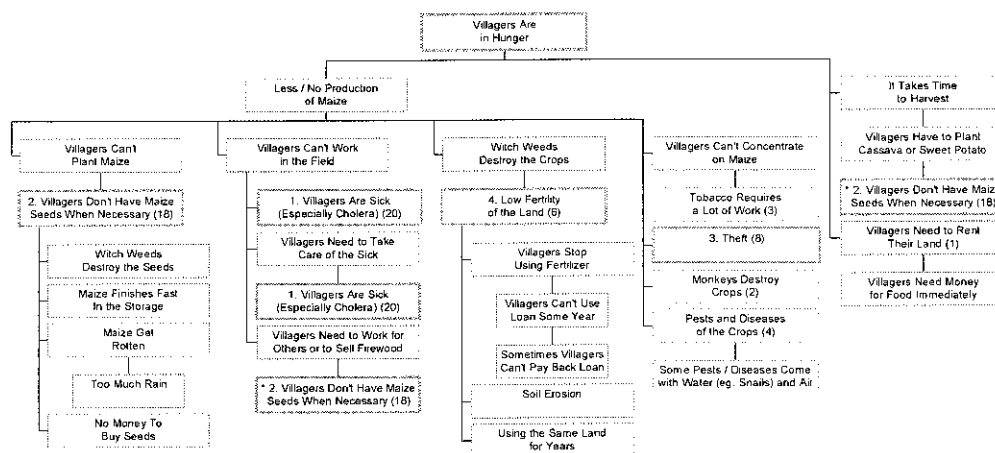 Villagers Are
in Hunger
Less / No Production
of Maize
It Takes Time
to Harvest
Villagers Can't
Plant Maize
Villagers Can't Work
in the Field
Witch Weeds
Destroy the Crops
Villagers Can't Concentrate
on Maize
Villagers Have to Plant
Cassava or Sweet Potato
2. Villagers Don't Have Maize
Seeds When Necessary (18)
1. Villagers Are Sick
(Especially Cholera) (20)
4. Low Fertility
of the Land (6)
Tobacco Requires
a Lot of Work (3)
* 2. Villagers Don't Have Maize
Seeds When Necessary (18)
Witch Weeds
Destroy the Seeds
Villagers Need to Take
Care of the Sick
Villagers Stop
Using Fertilizer
3. Theft (8)
Villagers Need to Rent
Their Land (1)
Maize Finishes Fast
In the Storage
1. Villagers Are Sick
(Especially Cholera) (20)
Villagers Can't Use
Loan Some Year
Monkeys Destroy
Crops (2)
Villagers Need Money
for Food Immediately
Maize Get
Rotten
Villagers Need to Work for
Others or to Sell Firewood
Sometimes Villagers
Can't Pay Back Loan
Pests and Diseases
of the Crops (4)
Too Much Rain
* 2. Villagers Don't Have Maize
Seeds When Necessary (18)
Soil Erosion
Some Pests / Diseases Come
with Water (eg. Snails) and Air
No Money To
Buy Seeds
Using the Same Land
for Years